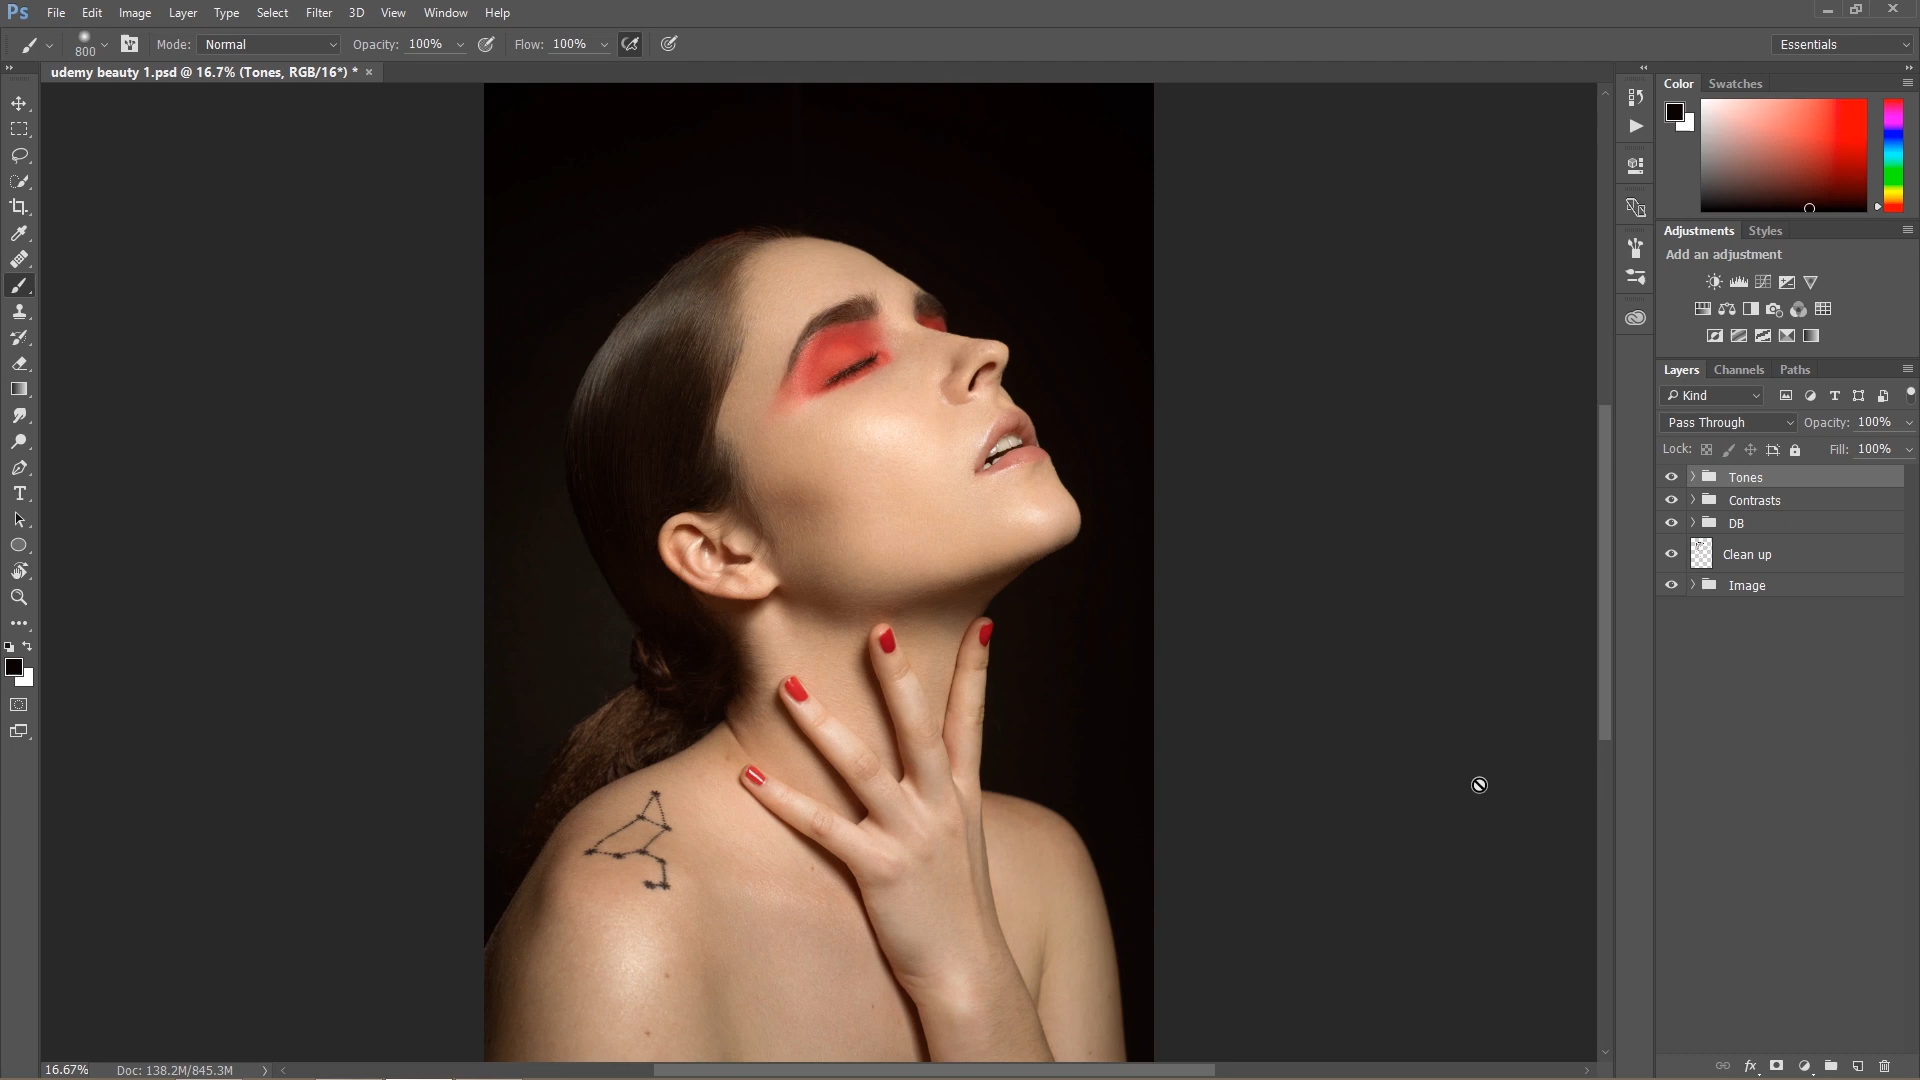 Ps File Edit Image Layer Type Select Filter 3D View Window Help
800 Mode: Normal Opacity: 100% Flow: 100% Essentials
udemy beauty 1.psd @ 16.7% (Tones, RGB/16*) * ×
Color Swatches
Adjustments Styles
Add an adjustment
Layers Channels Paths
Kind
Pass Through Opacity: 100%
Lock: Fill: 100%
Tones
Contrasts
DB
Clean up
Image
16.67% Doc: 138.2M/845.3M